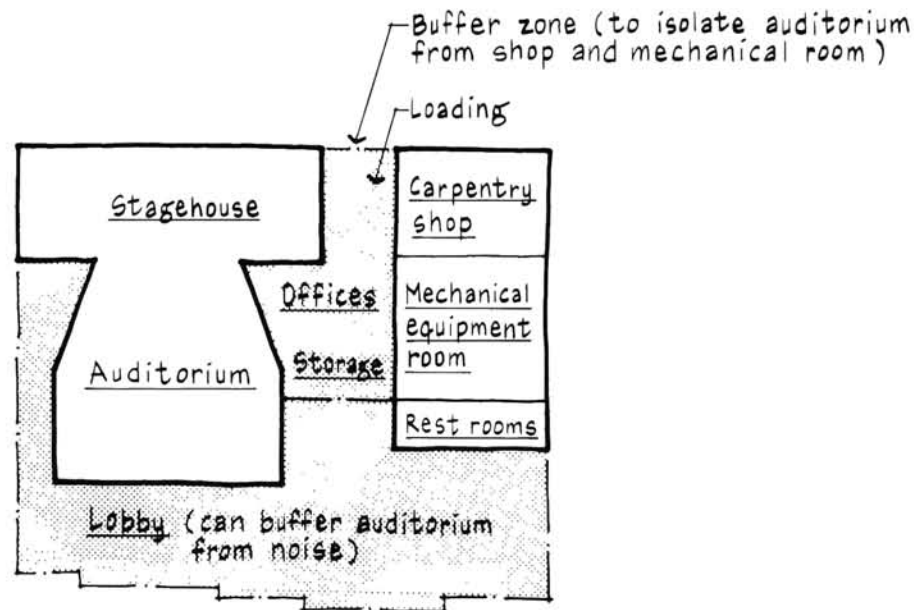 Buffer zone (to isolate auditorium
from shop and mechanical room)
Loading
Stagehouse
Carpentry
shop
Offices
Mechanical
equipment
room
Storage
Auditorium
Rest rooms
Lobby (can buffer auditorium
from noise)